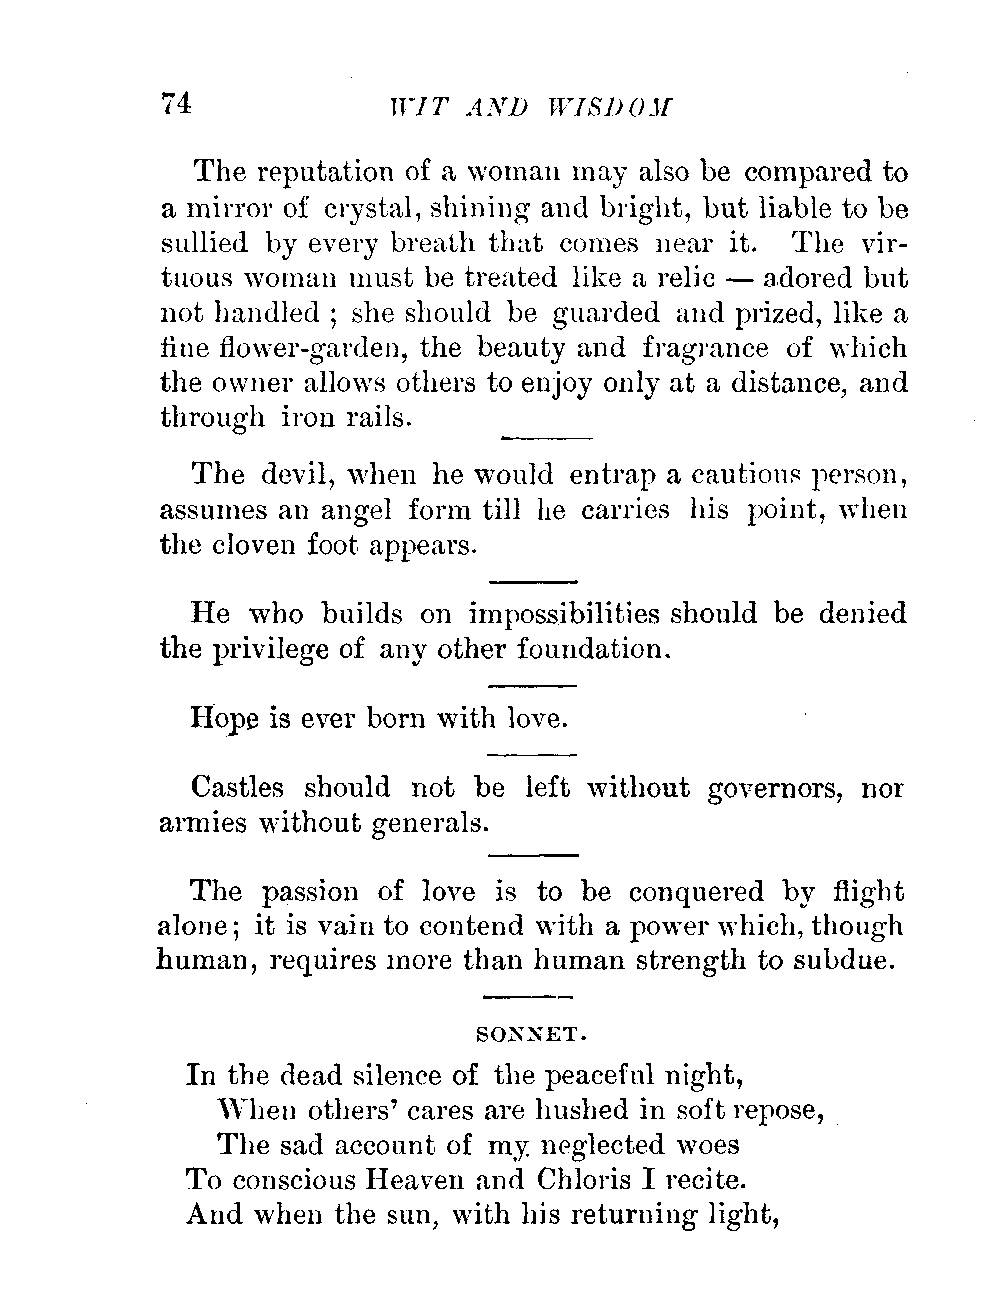 74 WIT AND WISDOM
The reputation of a woman may also be compared to
a mirror of crystal, shining and bright, but liable to be
sullied by every breath that comes near it. The vir-
tuous woman must be treated like a relic — adored but
not handled ; she should be guarded and prized, like a
fine flower-garden, the beauty and fragrance of which
the owner allows others to enjoy only at a distance, and
through iron rails.
The devil, when he would entrap a cautious person,
assumes an angel form till he carries his point, when
the cloven foot appears.
He who builds on impossibilities should be denied
the privilege of any other foundation.
Hope is ever born with love.
Castles should not be left without governors, nor
armies without generals.
The passion of love is to be conquered by flight
alone; it is vain to contend with a power which, though
human, requires more than human strength to subdue.
SONNET.
In the dead silence of the peaceful night,
When others' cares are hushed in soft repose,
The sad account of my neglected woes
To conscious Heaven and Chloris I recite.
And when the sun, with his returning light,